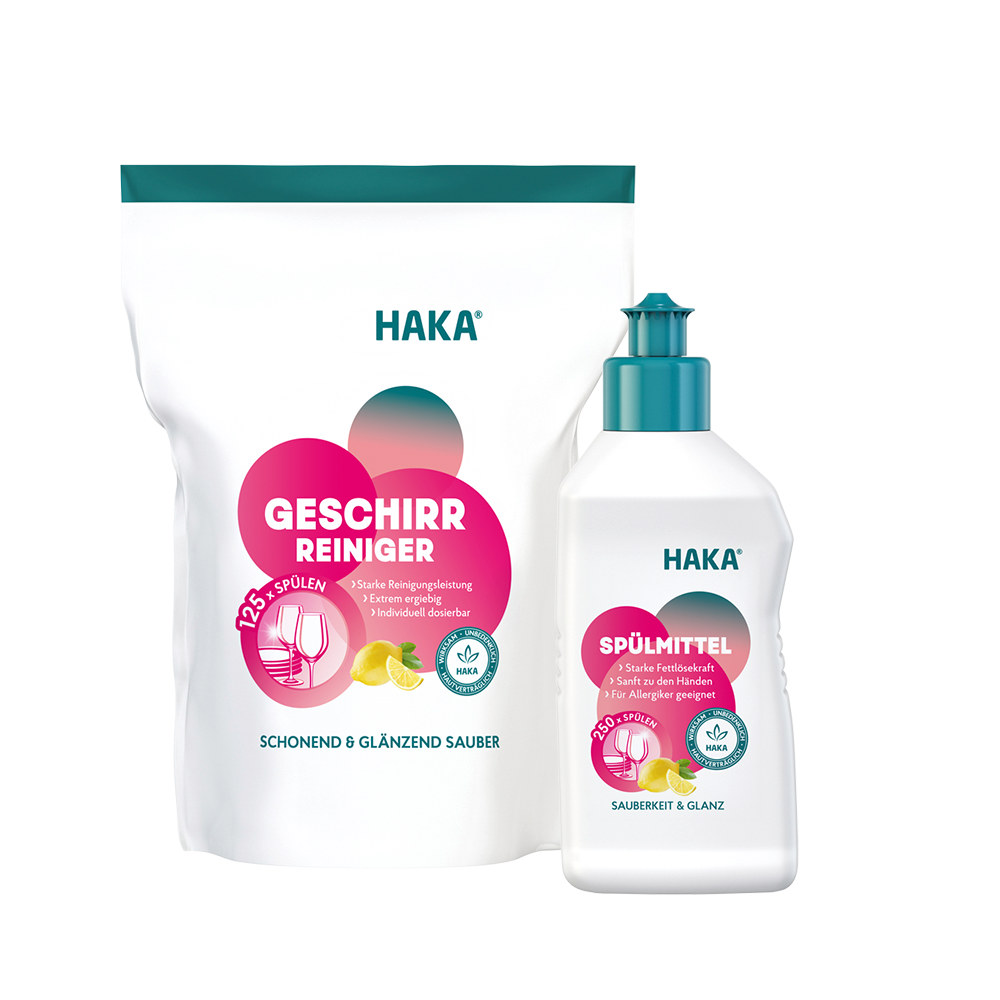 HAKA®
GESCHIRR
REINIGER
› Starke Reinigungsleistung
› Extrem ergiebig
› Individuell dosierbar
125 x SPÜLEN
WIRKSAM · UNBEDENKLICH · HAUTVERTRÄGLICH ·
HAKA
SCHONEND & GLÄNZEND SAUBER
HAKA®
SPÜLMITTEL
› Starke Fettlösekraft
› Sanft zu den Händen
› Für Allergiker geeignet
250 x SPÜLEN
WIRKSAM · UNBEDENKLICH · HAUTVERTRÄGLICH ·
HAKA
SAUBERKEIT & GLANZ